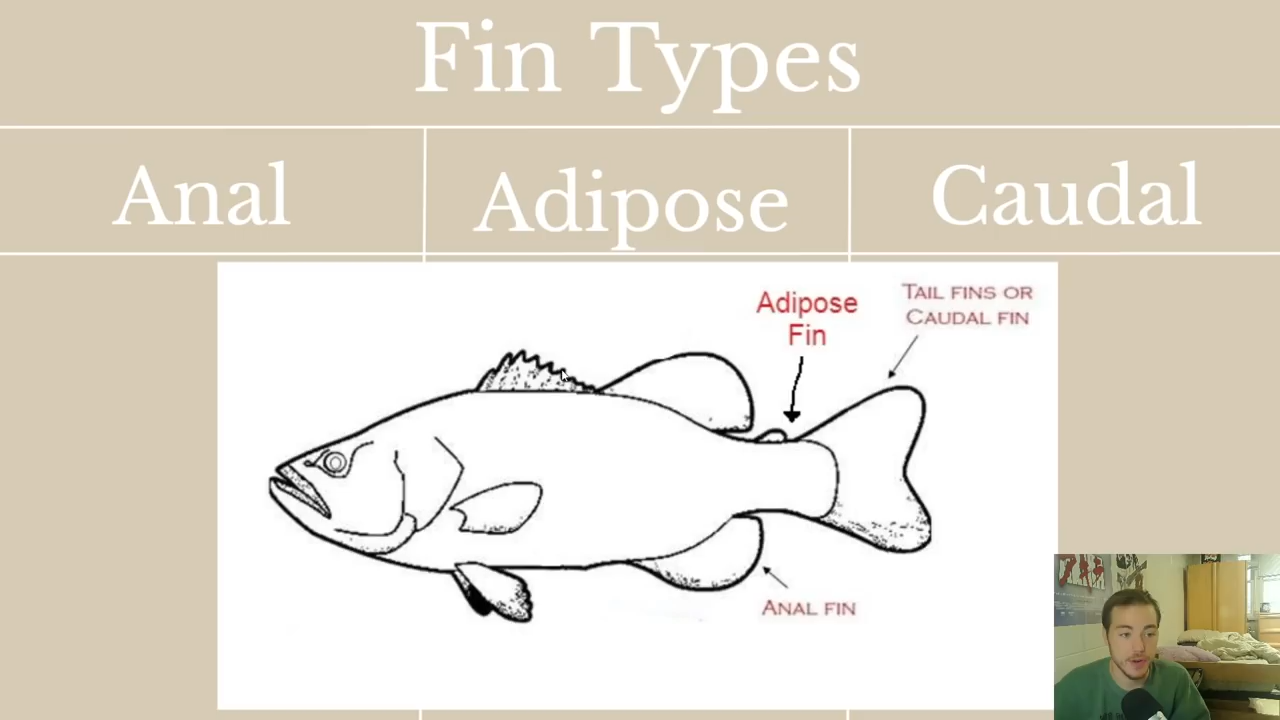 Fin Types
Anal
Adipose
Caudal
Adipose
Fin
TAIL FINS OR
CAUDAL FIN
ANAL FIN